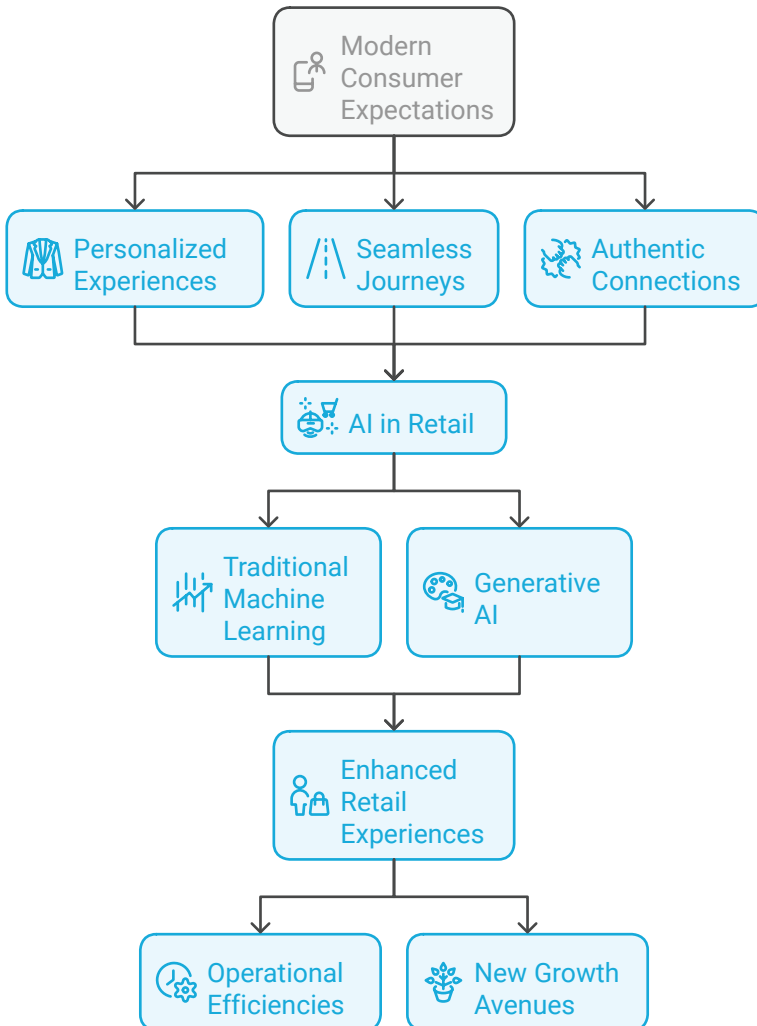 Modern
Consumer
Expectations
Personalized
Experiences
Seamless
Journeys
Authentic
Connections
AI in Retail
Traditional
Machine
Learning
Generative
AI
Enhanced
Retail
Experiences
Operational
Efficiencies
New Growth
Avenues